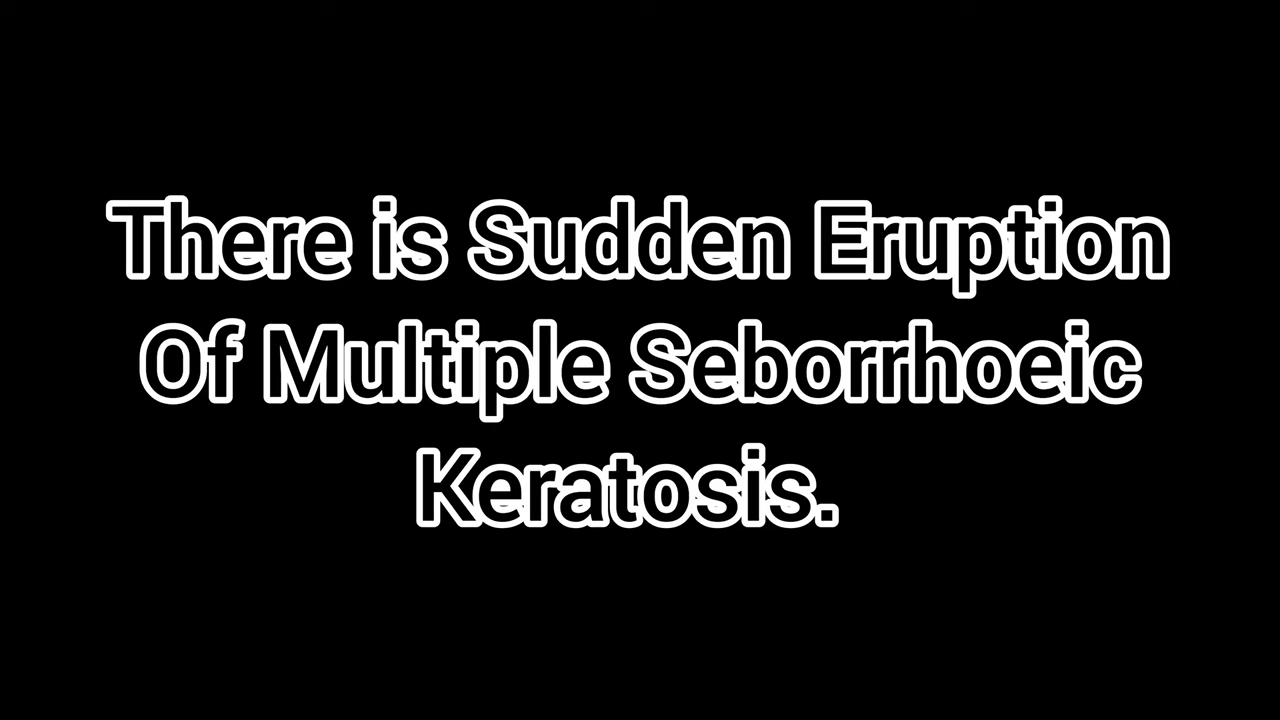 There is Sudden Eruption
Of Multiple Seborrhoeic
Keratosis.